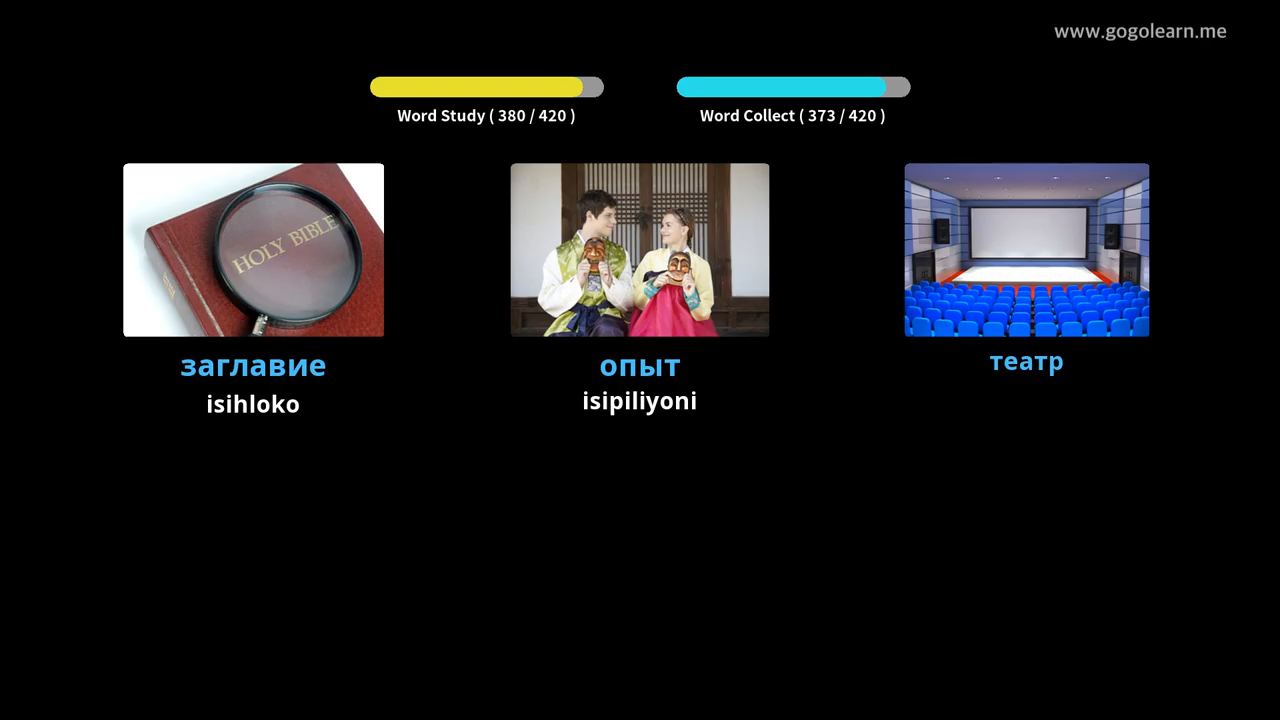 www.gogolearn.me
Word Study ( 380 / 420 )
Word Collect ( 373 / 420 )
HOLY BIBLE
заглавие
опыт
театр
isihloko
isipiliyoni